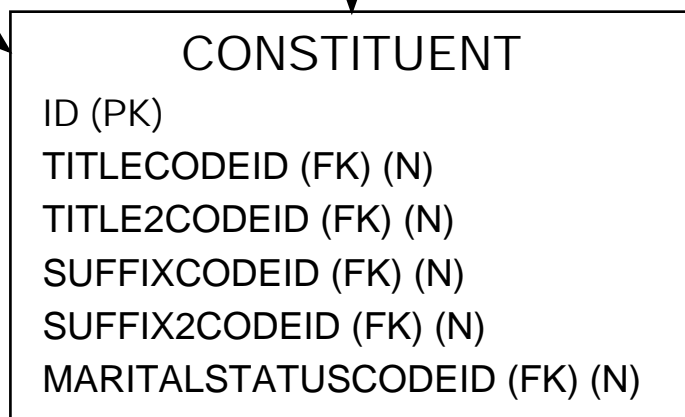 CONSTITUENT
ID (PK)
TITLECODEID (FK) (N)
TITLE2CODEID (FK) (N)
SUFFIXCODEID (FK) (N)
SUFFIX2CODEID (FK) (N)
MARITALSTATUSCODEID (FK) (N)